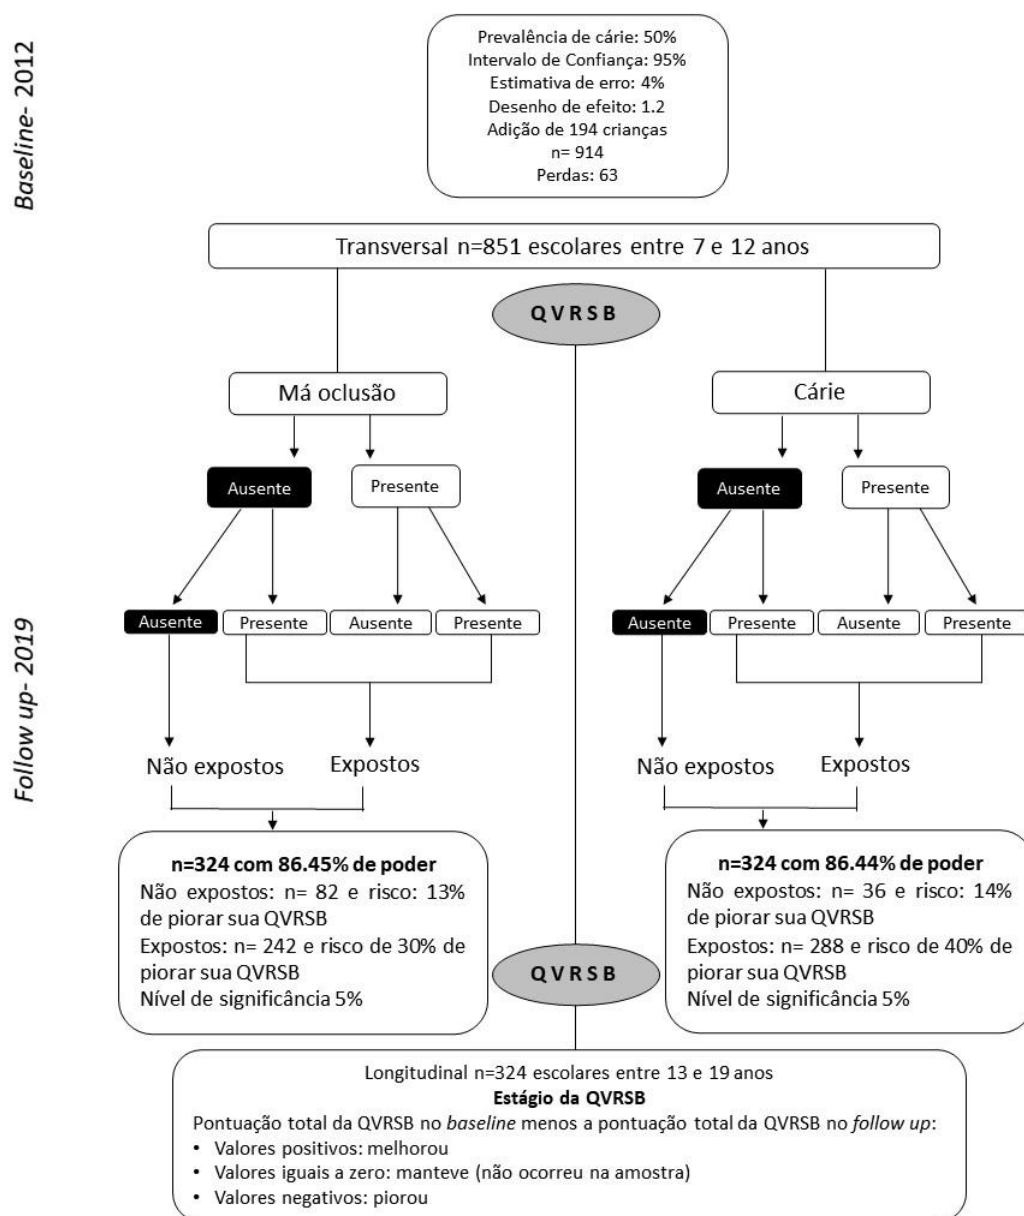 Baseline- 2012
Prevalência de cárie: 50%
Intervalo de Confiança: 95%
Estimativa de erro: 4%
Desenho de efeito: 1.2
Adição de 194 crianças
n= 914
Perdas: 63
Transversal n=851 escolares entre 7 e 12 anos
QVRSB
Má oclusão
Cárie
Ausente
Presente
Ausente
Presente
Follow up- 2019
Ausente
Presente
Ausente
Presente
Ausente
Presente
Ausente
Presente
Não expostos
Expostos
Não expostos
Expostos
n=324 com 86.45% de poder
Não expostos: n= 82 e risco: 13%
de piorar sua QVRSB
Expostos: n= 242 e risco de 30% de
piorar sua QVRSB
Nível de significância 5%
n=324 com 86.44% de poder
Não expostos: n= 36 e risco: 14%
de piorar sua QVRSB
Expostos: n= 288 e risco de 40% de
piorar sua QVRSB
Nível de significância 5%
QVRSB
Longitudinal n=324 escolares entre 13 e 19 anos
Estágio da QVRSB
Pontuação total da QVRSB no baseline menos a pontuação total da QVRSB no follow up:
• Valores positivos: melhorou
• Valores iguais a zero: manteve (não ocorreu na amostra)
• Valores negativos: piorou